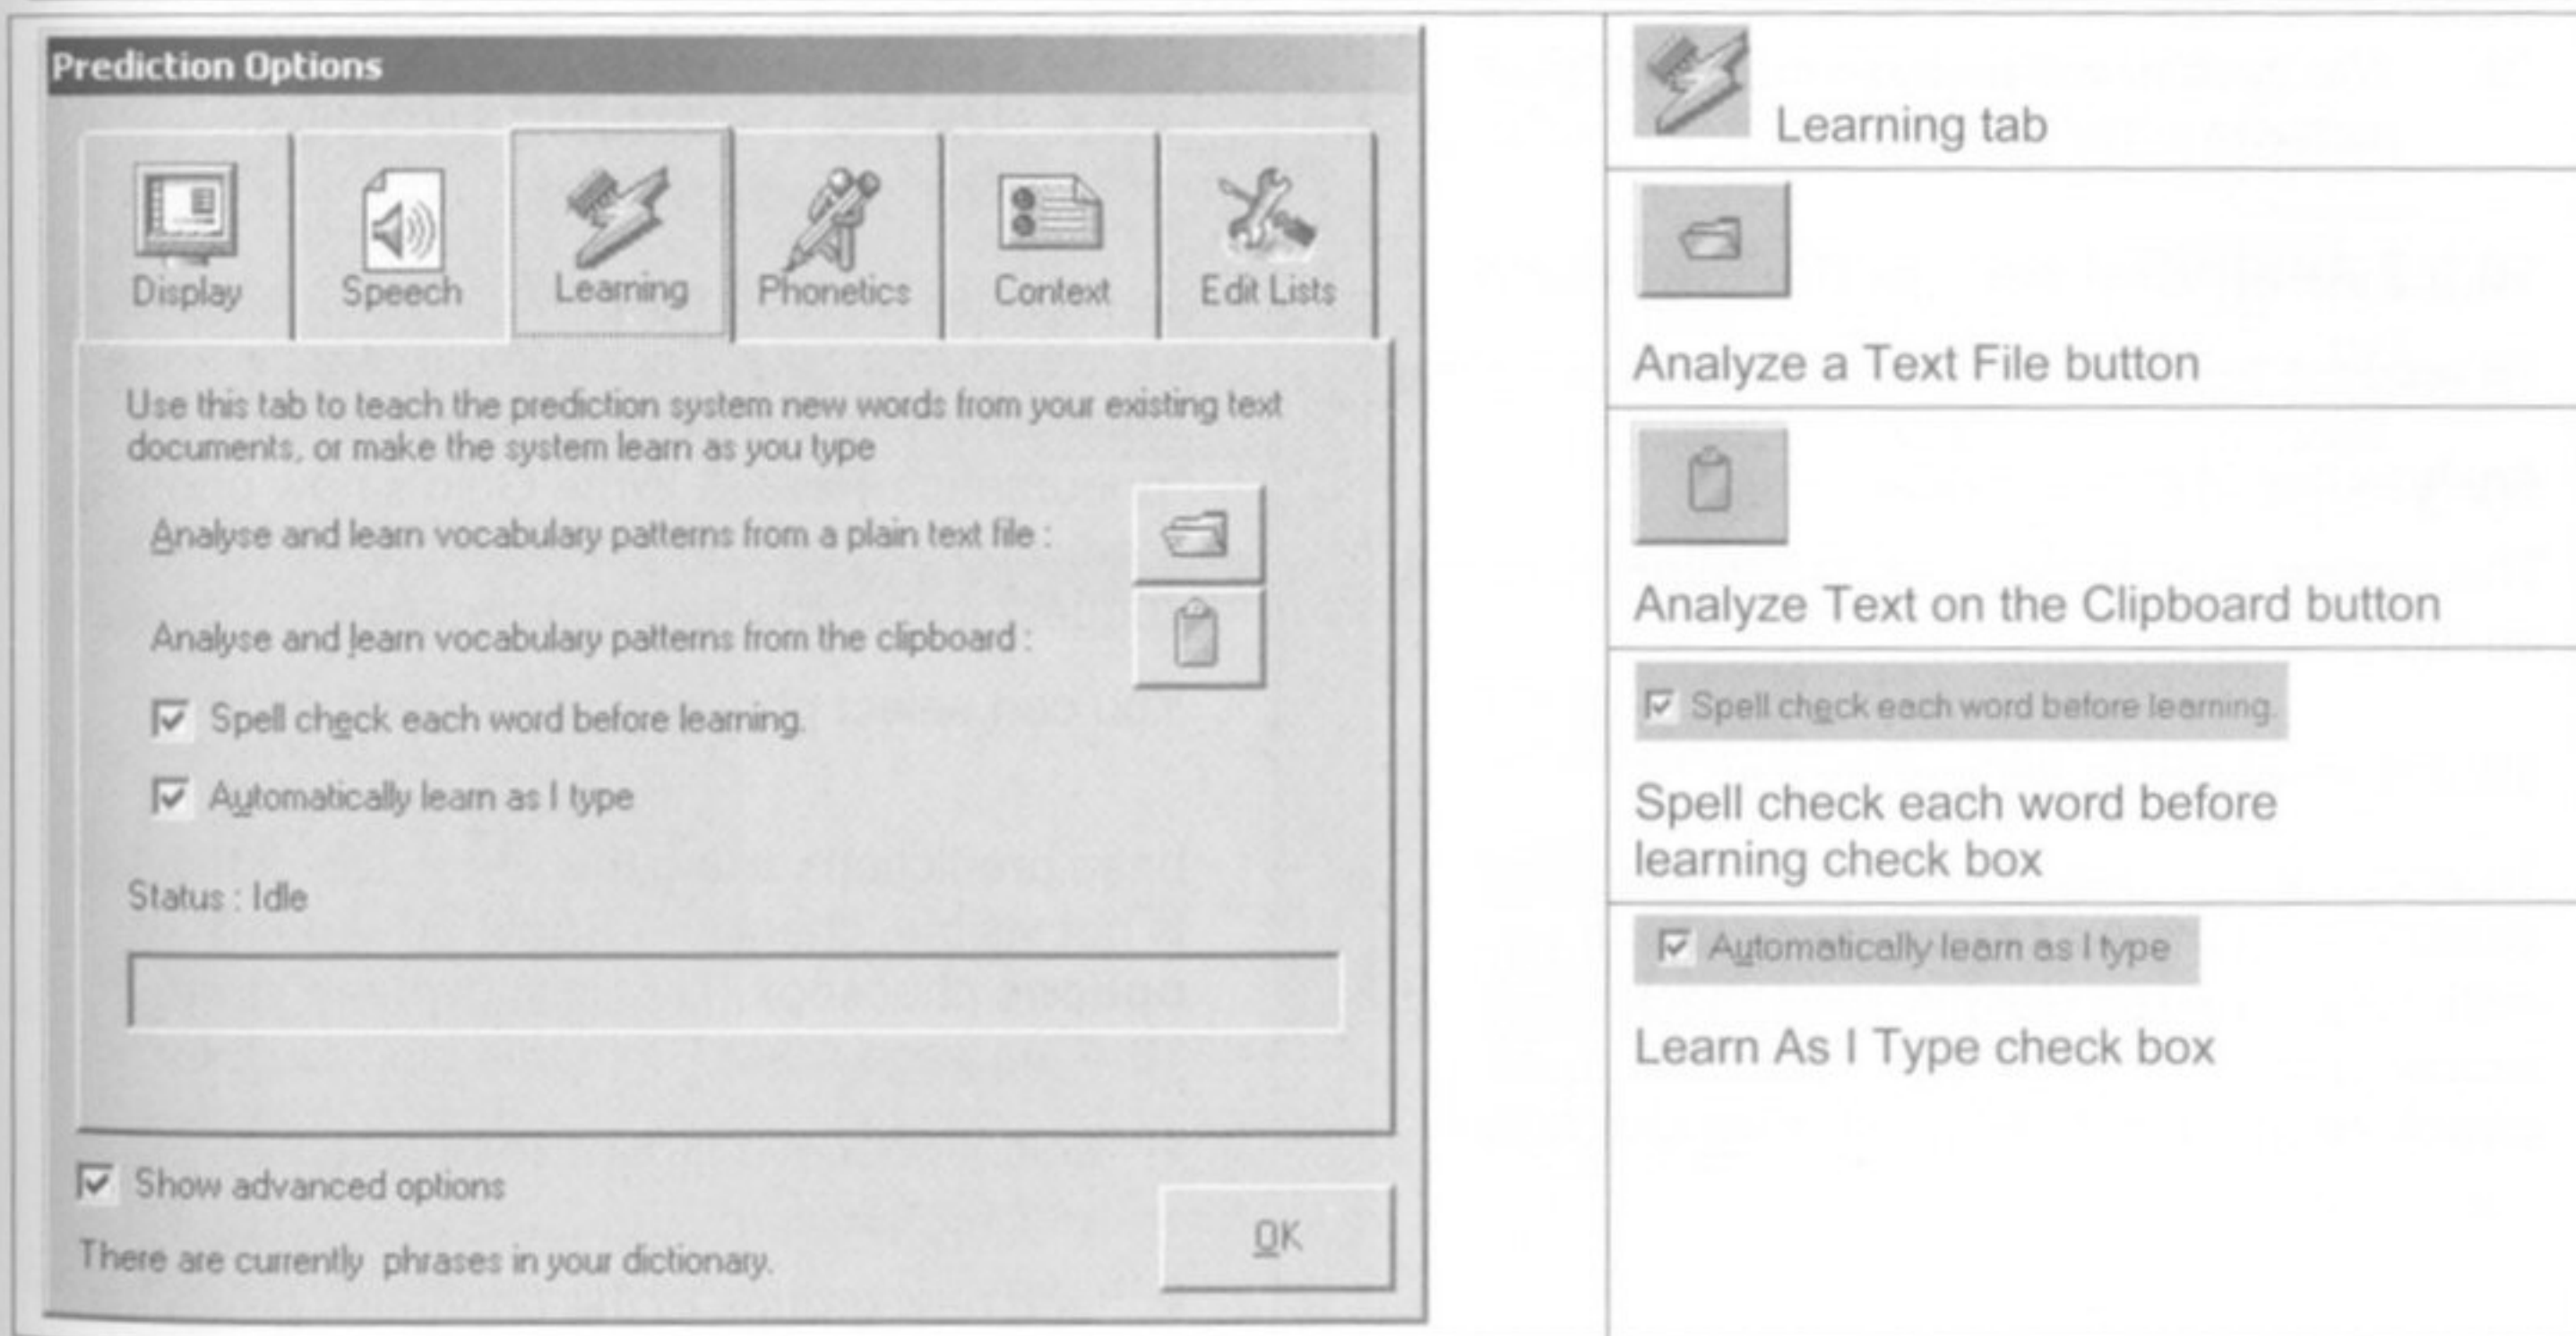 Prediction Options
Display
Speech
Learning
Phonetics
Context
Edit Lists
Use this tab to teach the prediction system new words from your existing text
documents, or make the system learn as you type
Analyse and learn vocabulary patterns from a plain text file :
Analyse and learn vocabulary patterns from the clipboard :
Spell check each word before learning.
Automatically learn as I type
Status : Idle
Show advanced options
There are currently phrases in your dictionary.
OK
Learning tab
Analyze a Text File button
Analyze Text on the Clipboard button
Spell check each word before learning.
Spell check each word before
learning check box
Automatically learn as I type
Learn As I Type check box